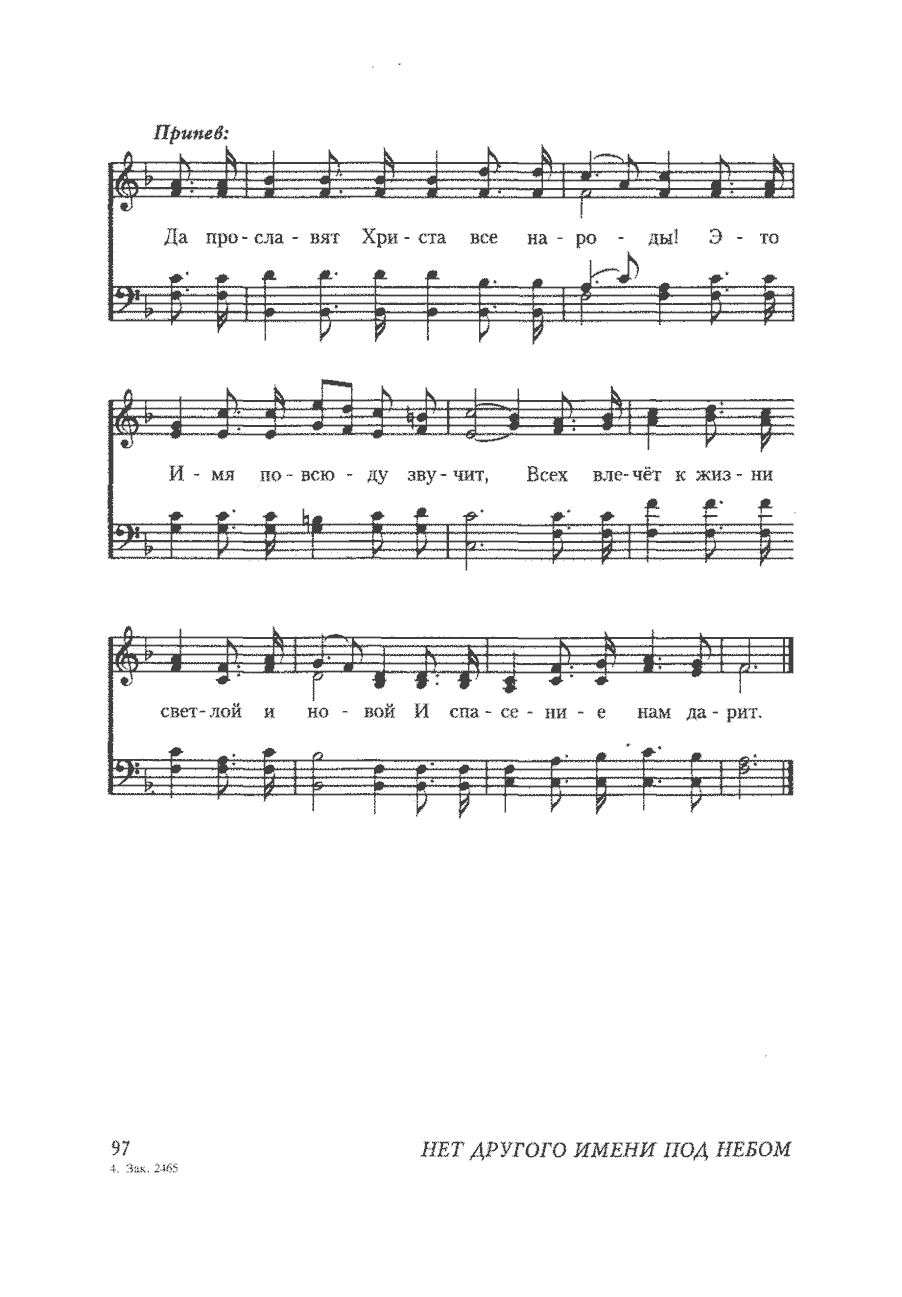 Припев:
Да про-сла - вят Хри - ста все на - ро - ды! Э - то
И - мя по - всю - ду зву - чит, Всех вле-чёт к жиз - ни
свет-лой и но - вой И спа - се - ни - е нам да - рит.
97 НЕТ ДРУГОГО ИМЕНИ ПОД НЕБОМ
4. Зак. 2465